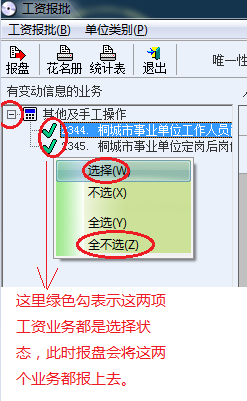 工资报批
工资报批(B) 单位类别(P)
报盘 花名册 统计表 退出 唯一性
有变动信息的业务
其他及手工操作
2344. 桐城市事业单位工作人员
2345. 桐城市事业单位定岗后岗
选择(W)
不选(X)
全选(Y)
全不选(Z)
这里绿色勾表示这两项
工资业务都是选择状
态，此时报盘会将这两
个业务都报上去。